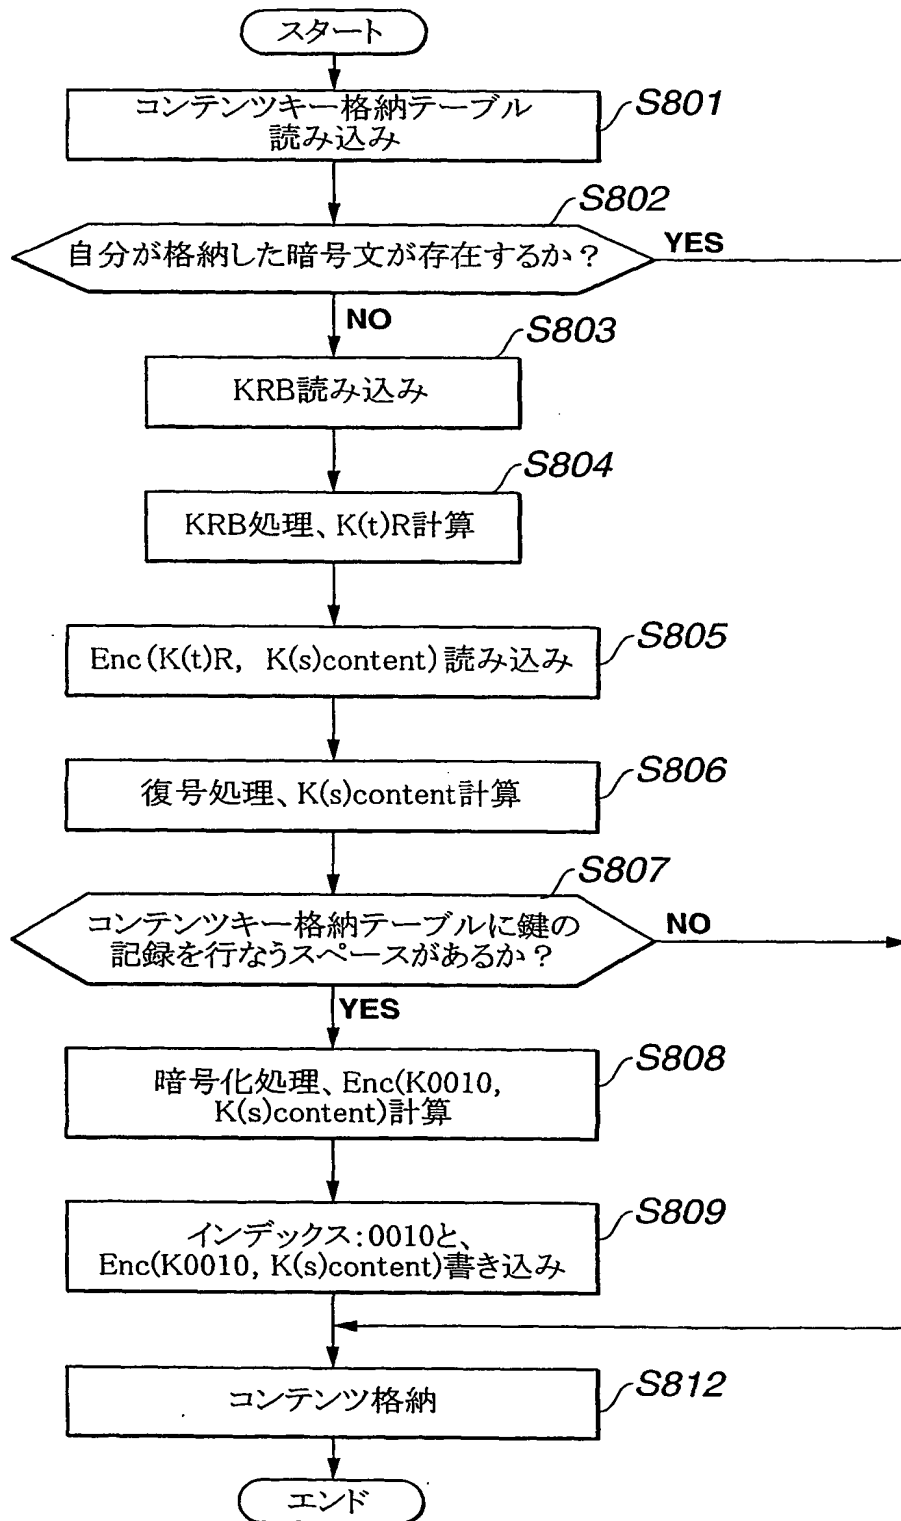 スタート
コンテンツキー格納テーブル
読み込み
S801
S802
自分が格納した暗号文が存在するか？
YES
NO
S803
KRB読み込み
S804
KRB処理、K(t)R計算
S805
Enc(K(t)R, K(s)content)読み込み
S806
復号処理、K(s)content計算
S807
コンテンツキー格納テーブルに鍵の
記録を行なうスペースがあるか？
NO
YES
S808
暗号化処理、Enc(K0010,
K(s)content)計算
S809
インデックス:0010と、
Enc(K0010, K(s)content)書き込み
S812
コンテンツ格納
エンド